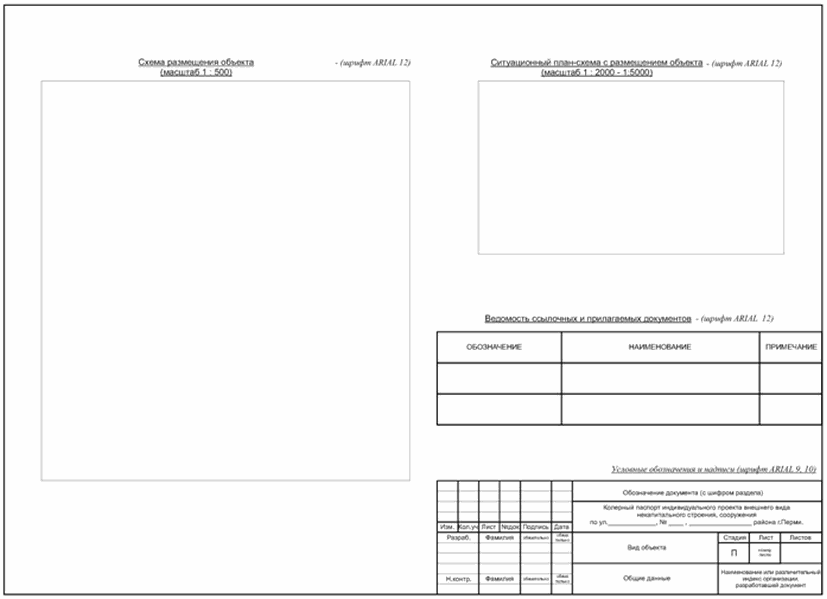 Схема размещения объекта - (шрифт ARIAL 12)
(масштаб 1 : 500)
Ситуационный план-схема с размещением объекта - (шрифт ARIAL 12)
(масштаб 1 : 2000 - 1:5000)
Ведомость ссылочных и прилагаемых документов - (шрифт ARIAL 12)
ОБОЗНАЧЕНИЕ НАИМЕНОВАНИЕ ПРИМЕЧАНИЕ
Условные обозначения и надписи (шрифт ARIAL 9, 10)
Обозначение документа (с шифром раздела)
Колерный паспорт индивидуального проекта внешнего вида
некапитального строения, сооружения
по ул.____________, № ____ , ________________ района г.Перми.
Изм. Кол.уч Лист №док Подпись Дата
Разраб. Фамилия обязательно
Вид объекта
Стадия Лист Листов
П номер листа
Н.контр. Фамилия обязательно
Общие данные
Наименование или различительный
индекс организации,
разработавшей документ